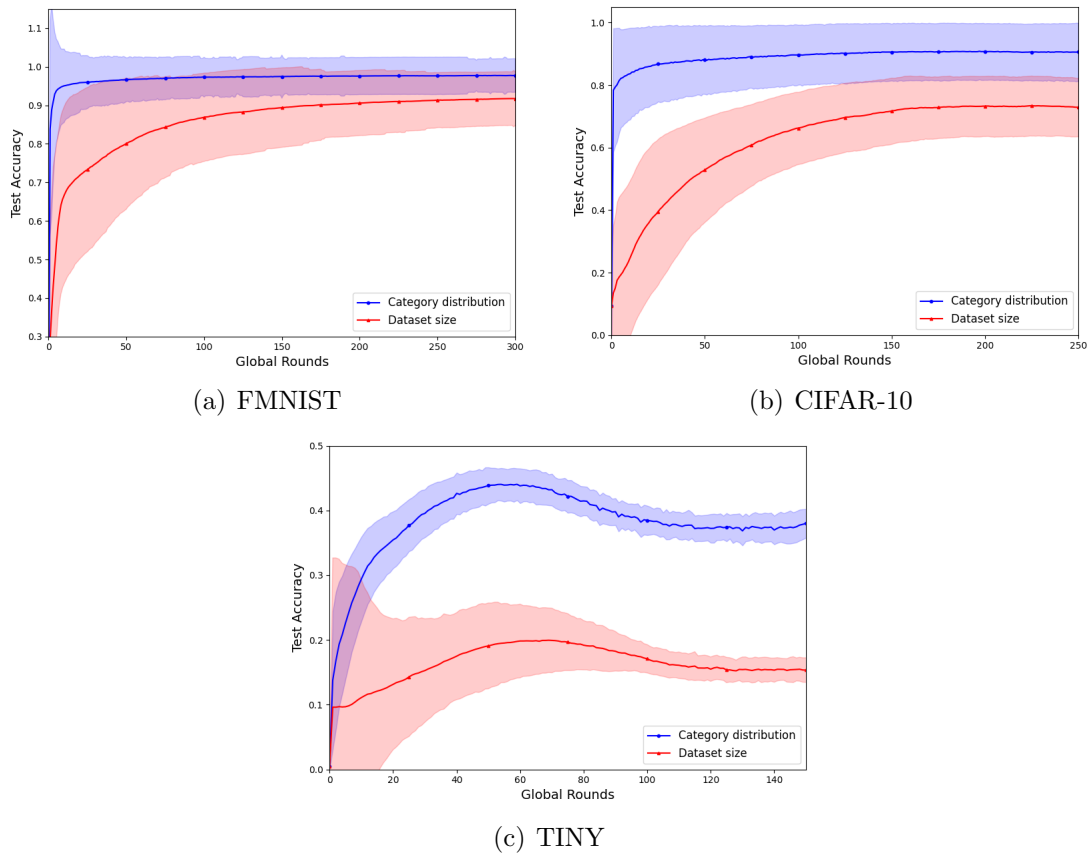 1.1
1.0
0.9
0.8
0.7
0.6
0.5
0.4
0.3
Test Accuracy
Category distribution
Dataset size
0 50 100 150 200 250 300
Global Rounds
(a) FMNIST
1.0
0.8
0.6
0.4
0.2
0.0
Test Accuracy
Category distribution
Dataset size
0 50 100 150 200 250
Global Rounds
(b) CIFAR-10
0.5
0.4
0.3
0.2
0.1
0.0
Test Accuracy
Category distribution
Dataset size
0 20 40 60 80 100 120 140
Global Rounds
(c) TINY